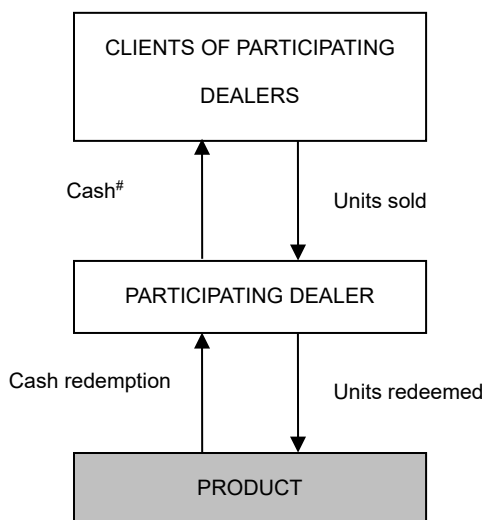 CLIENTS OF PARTICIPATING
DEALERS
Cash#
Units sold
PARTICIPATING DEALER
Cash redemption
Units redeemed
PRODUCT